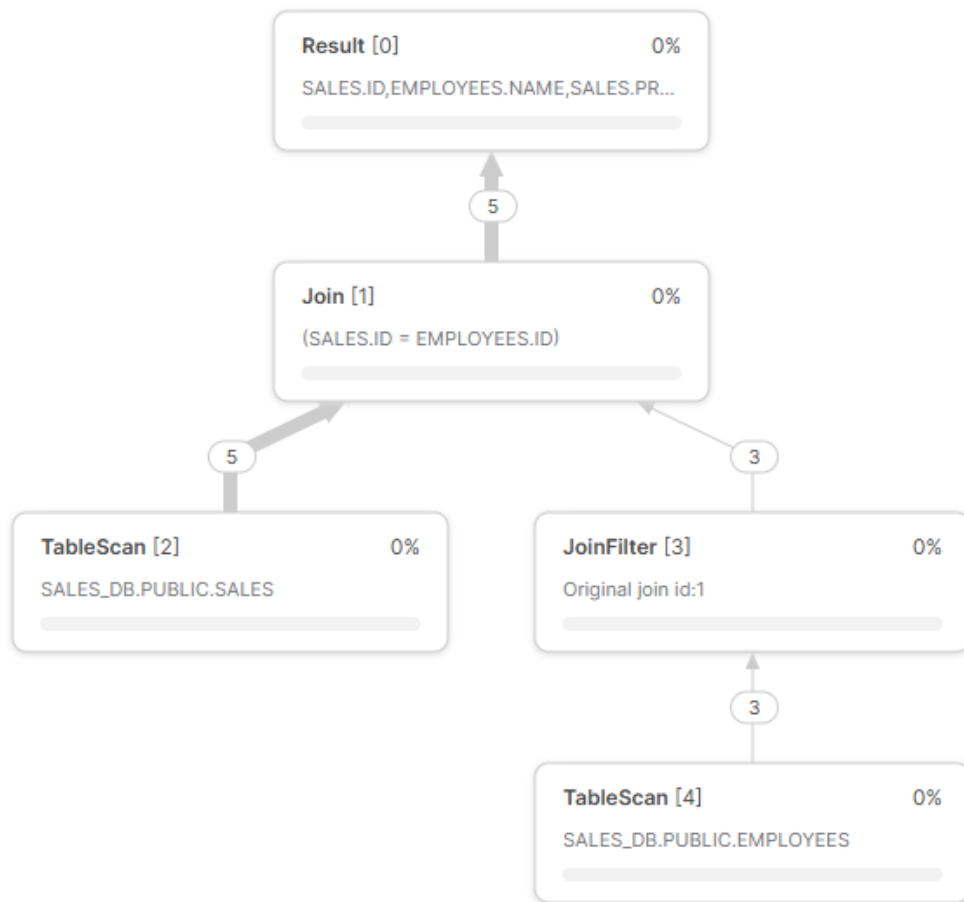 Result [0] 0%
SALES.ID,EMPLOYEES.NAME,SALES.PR...
5
Join [1] 0%
(SALES.ID = EMPLOYEES.ID)
5
3
TableScan [2] 0%
SALES_DB.PUBLIC.SALES
JoinFilter [3] 0%
Original join id:1
3
TableScan [4] 0%
SALES_DB.PUBLIC.EMPLOYEES